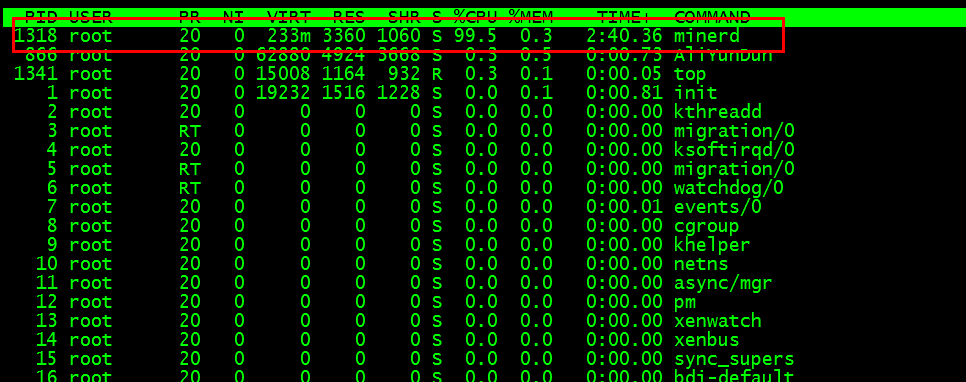 PID USER PR NI VIRT RES SHR S %CPU %MEM TIME+ COMMAND
1318 root 20 0 233m 3360 1060 S 99.5 0.3 2:40.36 minerd
866 root 20 0 62880 4924 3668 S 0.3 0.5 0:00.73 AliYunDun
1341 root 20 0 15008 1164 932 R 0.3 0.1 0:00.05 top
1 root 20 0 19232 1516 1228 S 0.0 0.1 0:00.81 init
2 root 20 0 0 0 0 S 0.0 0.0 0:00.00 kthreadd
3 root RT 0 0 0 0 S 0.0 0.0 0:00.00 migration/0
4 root 20 0 0 0 0 S 0.0 0.0 0:00.00 ksoftirqd/0
5 root RT 0 0 0 0 S 0.0 0.0 0:00.00 migration/0
6 root RT 0 0 0 0 S 0.0 0.0 0:00.00 watchdog/0
7 root 20 0 0 0 0 S 0.0 0.0 0:00.01 events/0
8 root 20 0 0 0 0 S 0.0 0.0 0:00.00 cgroup
9 root 20 0 0 0 0 S 0.0 0.0 0:00.00 khelper
10 root 20 0 0 0 0 S 0.0 0.0 0:00.00 netns
11 root 20 0 0 0 0 S 0.0 0.0 0:00.00 async/mgr
12 root 20 0 0 0 0 S 0.0 0.0 0:00.00 pm
13 root 20 0 0 0 0 S 0.0 0.0 0:00.00 xenwatch
14 root 20 0 0 0 0 S 0.0 0.0 0:00.00 xenbus
15 root 20 0 0 0 0 S 0.0 0.0 0:00.00 sync_supers
16 root 20 0 0 0 0 S 0.0 0.0 0:00.00 bdi-default